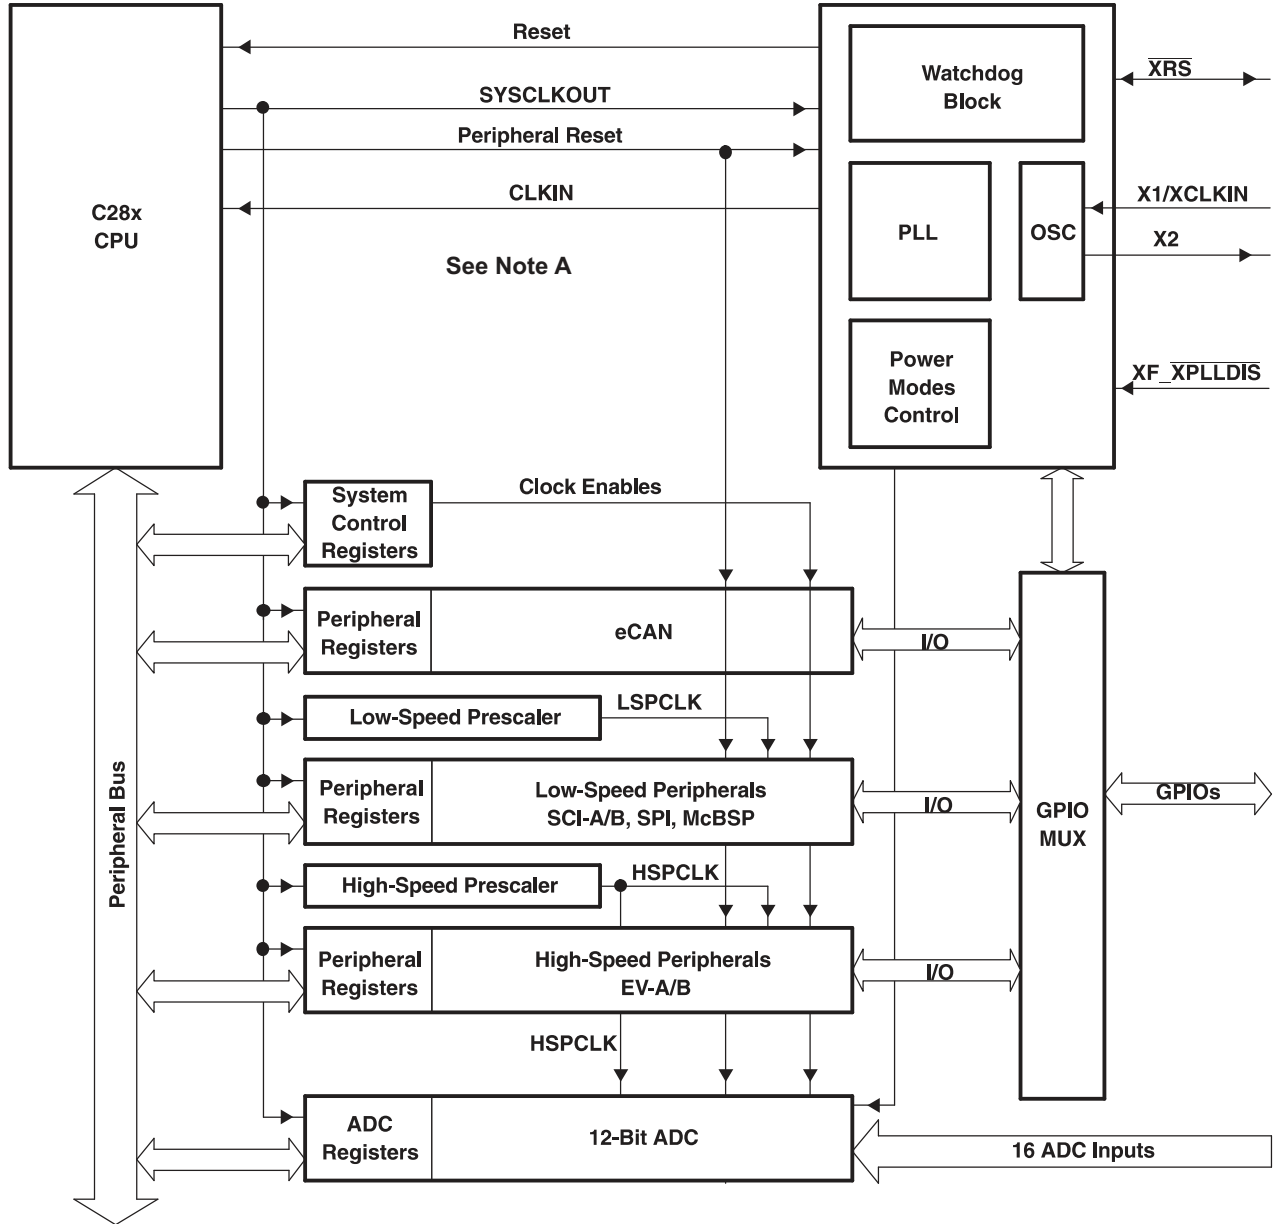 Reset
Watchdog
Block
XRS
SYSCLKOUT
Peripheral Reset
C28x
CPU
CLKIN
PLL
OSC
X1/XCLKIN
X2
See Note A
Power
Modes
Control
XF_XPLLDIS
System
Control
Registers
Clock Enables
Peripheral
Registers
eCAN
I/O
Low-Speed Prescaler
LSPCLK
Peripheral Bus
Peripheral
Registers
Low-Speed Peripherals
SCI-A/B, SPI, McBSP
I/O
GPIO
MUX
GPIOs
High-Speed Prescaler
HSPCLK
Peripheral
Registers
High-Speed Peripherals
EV-A/B
I/O
HSPCLK
ADC
Registers
12-Bit ADC
16 ADC Inputs